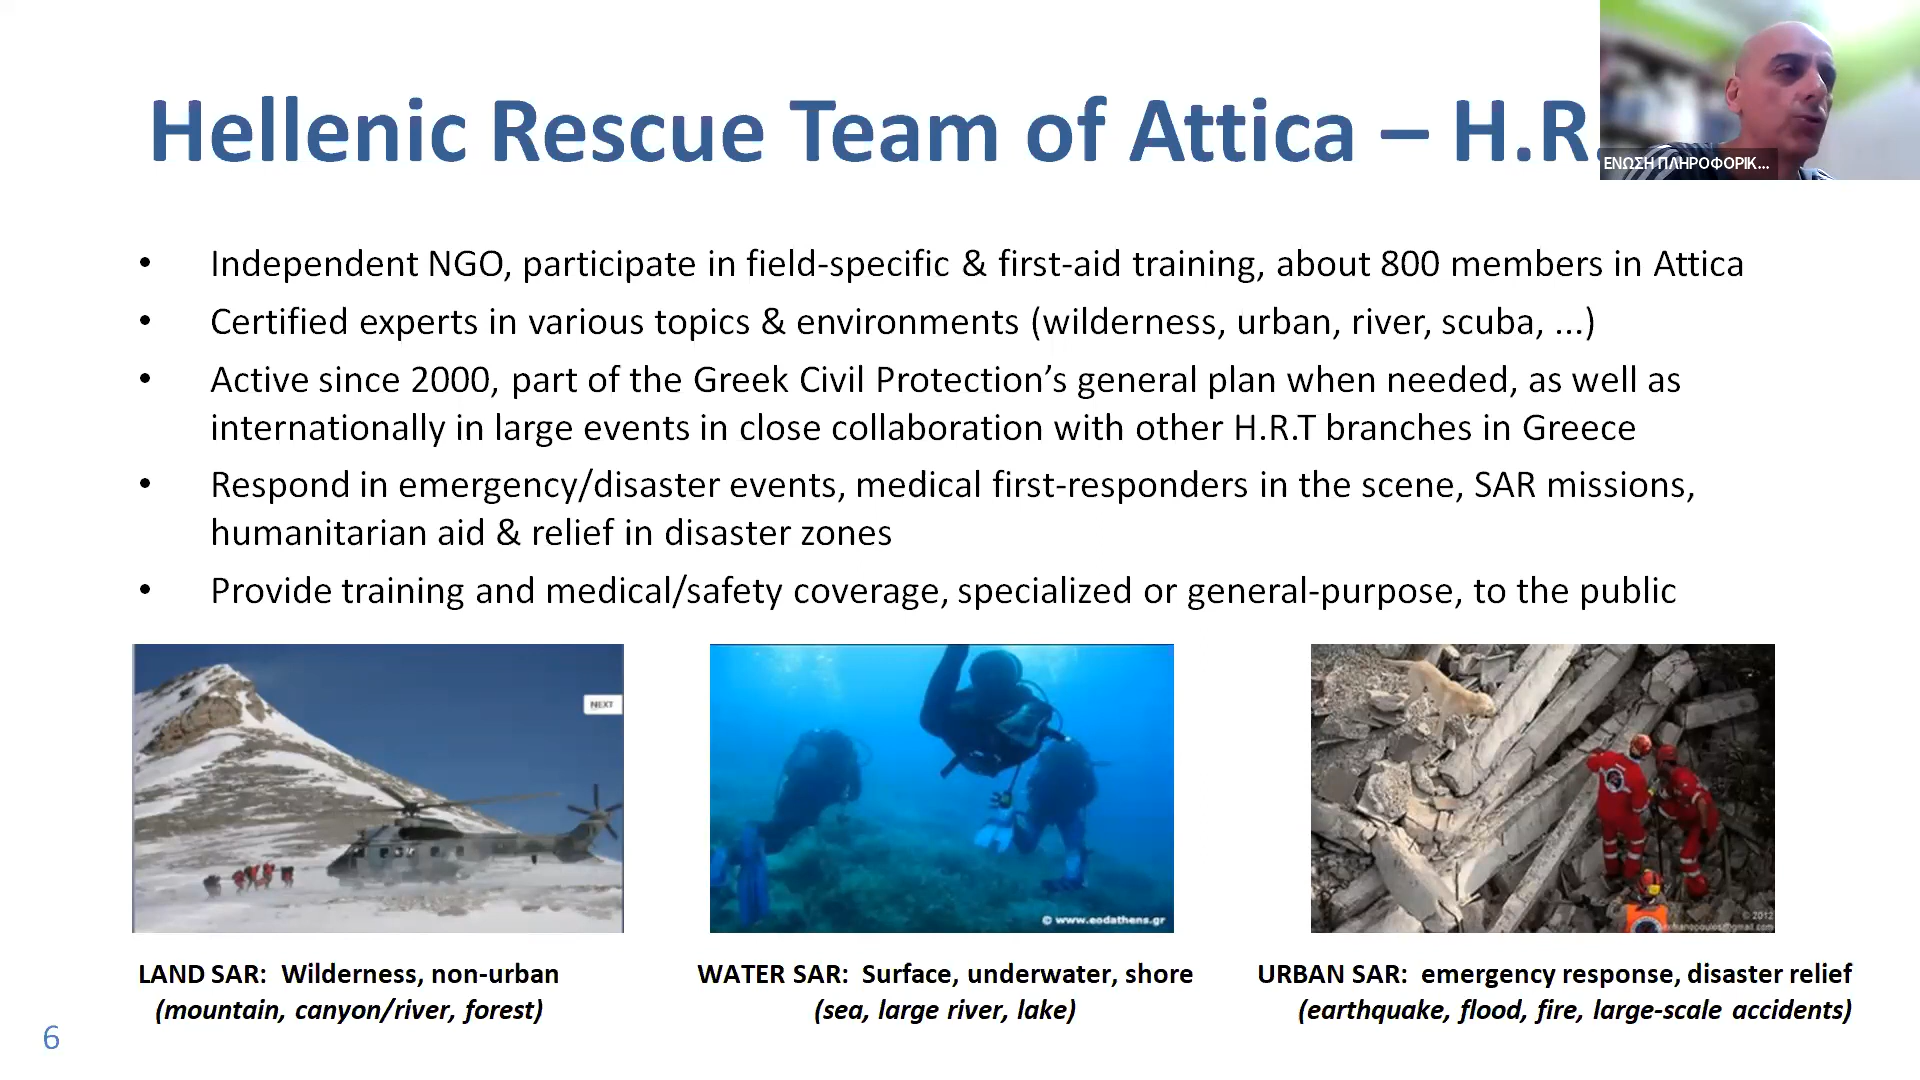 Hellenic Rescue Team of Attica – H.R.
ΕΝΩΣΗ ΠΛΗΡΟΦΟΡΙΚ...
• Independent NGO, participate in field-specific & first-aid training, about 800 members in Attica
• Certified experts in various topics & environments (wilderness, urban, river, scuba, ...)
• Active since 2000, part of the Greek Civil Protection’s general plan when needed, as well as
internationally in large events in close collaboration with other H.R.T branches in Greece
• Respond in emergency/disaster events, medical first-responders in the scene, SAR missions,
humanitarian aid & relief in disaster zones
• Provide training and medical/safety coverage, specialized or general-purpose, to the public
NEXT
© www.eodathens.gr
© 2012
LAND SAR: Wilderness, non-urban
(mountain, canyon/river, forest)
WATER SAR: Surface, underwater, shore
(sea, large river, lake)
URBAN SAR: emergency response, disaster relief
(earthquake, flood, fire, large-scale accidents)
6